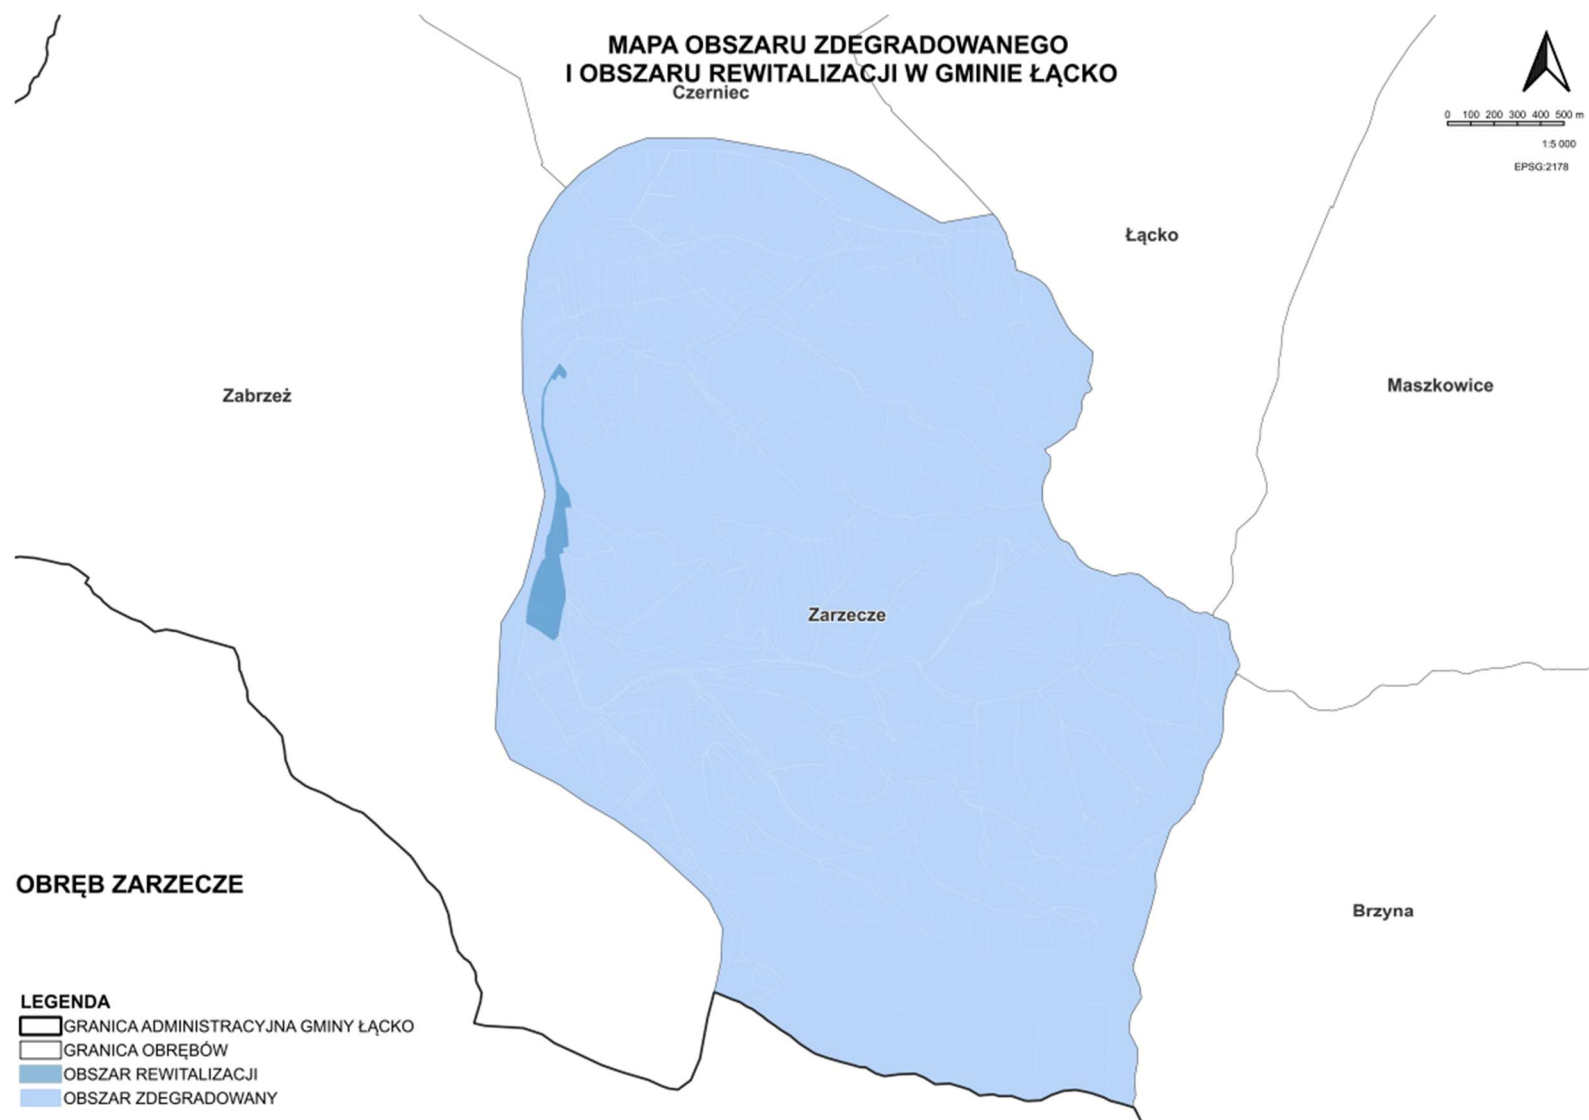 MAPA OBSZARU ZDEGRADOWANEGO
I OBSZARU REWITALIZACJI W GMINIE ŁĄCKO
Czerniec
0 100 200 300 400 500 m
1:5 000
EPSG:2178
Łącko
Maszkowice
Zabrzeż
Zarzecze
OBRĘB ZARZECZE
Brzyna
LEGENDA
GRANICA ADMINISTRACYJNA GMINY ŁĄCKO
GRANICA OBRĘBÓW
OBSZAR REWITALIZACJI
OBSZAR ZDEGRADOWANY